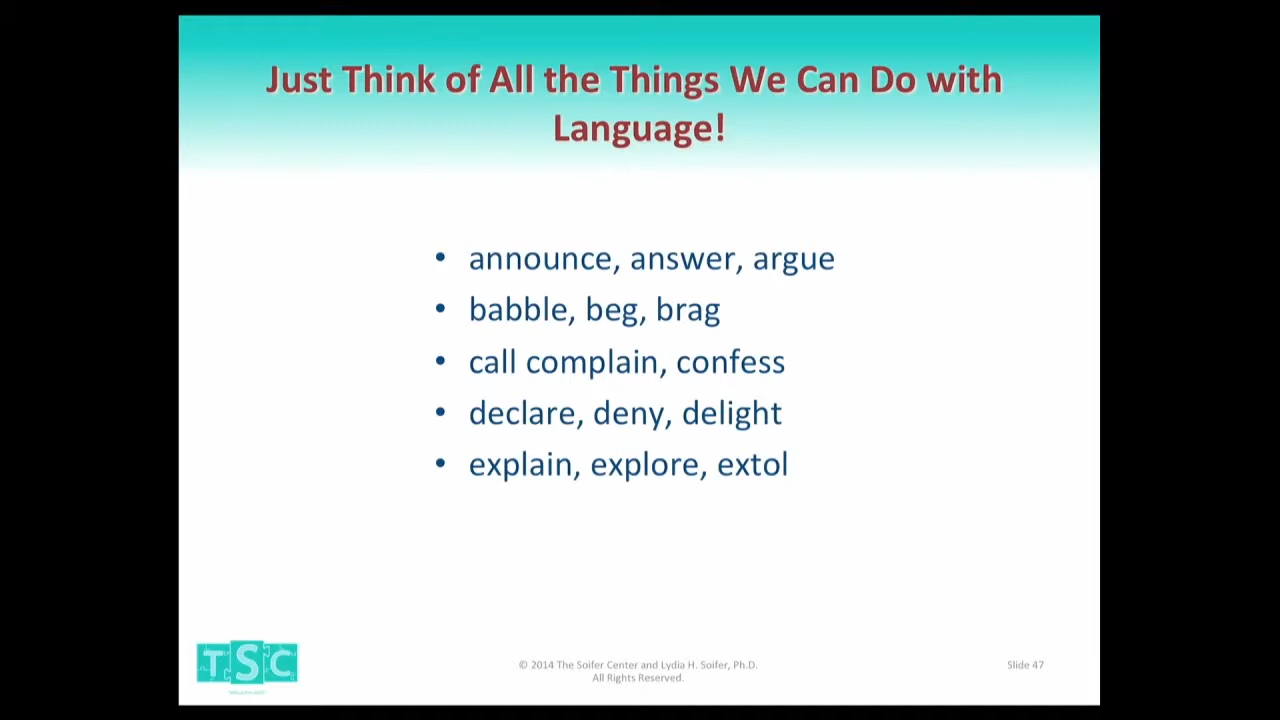 Just Think of All the Things We Can Do with
Language!
• announce, answer, argue
• babble, beg, brag
• call complain, confess
• declare, deny, delight
• explain, explore, extol
TSC
© 2014 The Soifer Center and Lydia H. Soifer, Ph.D.
All Rights Reserved.
Slide 47